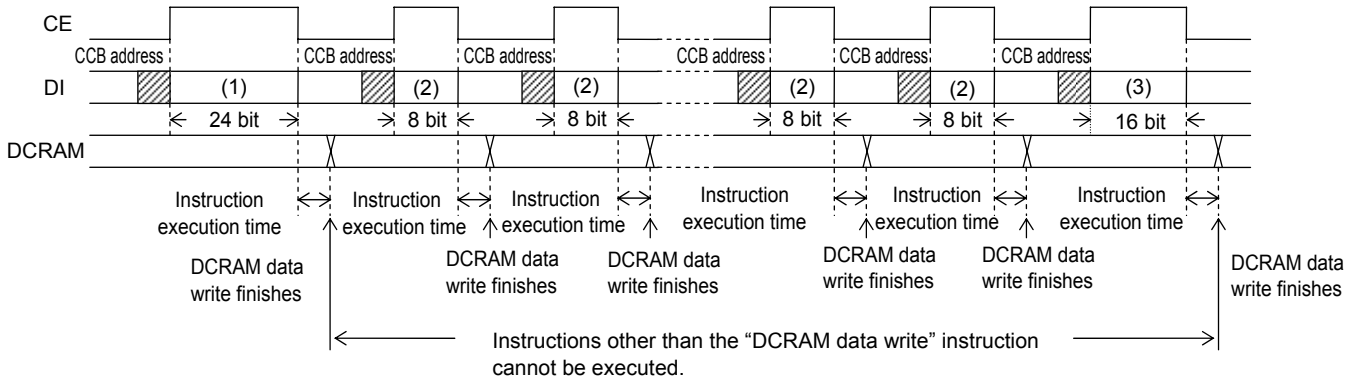 CE
CCB address CCB address CCB address CCB address CCB address CCB address
DI (1) (2) (2) (2) (2) (3)
24 bit 8 bit 8 bit 8 bit 8 bit 16 bit
DCRAM
Instruction execution time
Instruction execution time
Instruction execution time
Instruction execution time
Instruction execution time
Instruction execution time
DCRAM data write finishes
DCRAM data write finishes
DCRAM data write finishes
DCRAM data write finishes
DCRAM data write finishes
DCRAM data write finishes
Instructions other than the “DCRAM data write” instruction
cannot be executed.